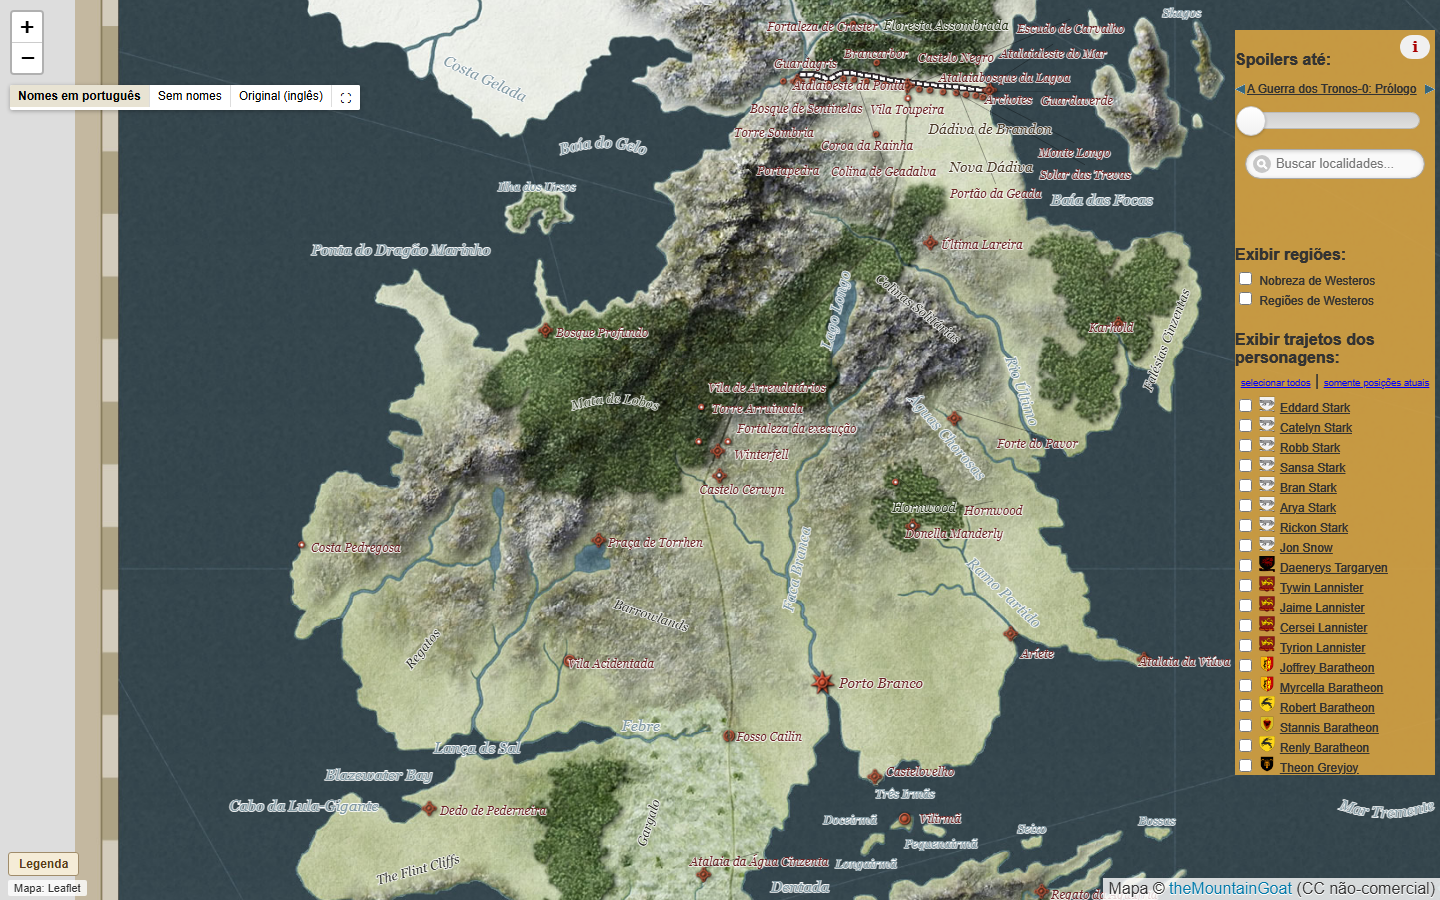 +
−
Nomes em português
Sem nomes
Original (inglês)
Skagos
Fortaleza de Craster
Floresta Assombrada
Escudo de Carvalho
Brancarbor
Castelo Negro
Atalaialeste do Mar
Costa Gelada
Guardagris
Atalaiabosque da Lagoa
Atalaioeste da Ponte
Archotes
Guardaverde
Bosque de Sentinelas
Vila Toupeira
Torre Sombria
Dádiva de Brandon
Baía do Gelo
Coroa da Rainha
Monte Longo
Portapedra
Colina de Geadalva
Nova Dádiva
Solar das Trevas
Ilha dos Ursos
Portão da Geada
Baía das Focas
Ponta do Dragão Marinho
Última Lareira
Lago Longo
Colinas Solitárias
Bosque Profundo
Karhold
Falésias Cinzentas
Rio Último
Vila de Arrendatários
Mata de Lobos
Torre Arruinada
Águas Chorosas
Fortaleza da execução
Forte do Pavor
Winterfell
Castelo Cerwyn
Hornwood
Hornwood
Donella Manderly
Costa Pedregosa
Praça de Torrhen
Faca Branca
Ramo Partido
Barrowlands
Regatos
Vila Acidentada
Ariete
Atalaia da Viúva
Porto Branco
Febre
Fosso Cailin
Lança de Sal
Blazewater Bay
Castelovelho
Três Irmãs
Cabo da Lula-Gigante
Dedo de Pederneira
Mar Tremente
Gargalo
Doceirmã
Vilirmã
Seixo
Bossas
Pequenairmã
Atalaia da Água Cinzenta
Longairmã
The Flint Cliffs
Dentada
i
Spoilers até:
A Guerra dos Tronos-0: Prólogo
Buscar localidades...
Exibir regiões:
Nobreza de Westeros
Regiões de Westeros
Exibir trajetos dos
personagens:
selecionar todos | somente posições atuais
Eddard Stark
Catelyn Stark
Robb Stark
Sansa Stark
Bran Stark
Arya Stark
Rickon Stark
Jon Snow
Daenerys Targaryen
Tywin Lannister
Jaime Lannister
Cersei Lannister
Tyrion Lannister
Joffrey Baratheon
Myrcella Baratheon
Robert Baratheon
Stannis Baratheon
Renly Baratheon
Theon Greyjoy
Legenda
Mapa: Leaflet
Mapa © theMountainGoat (CC não-comercial)